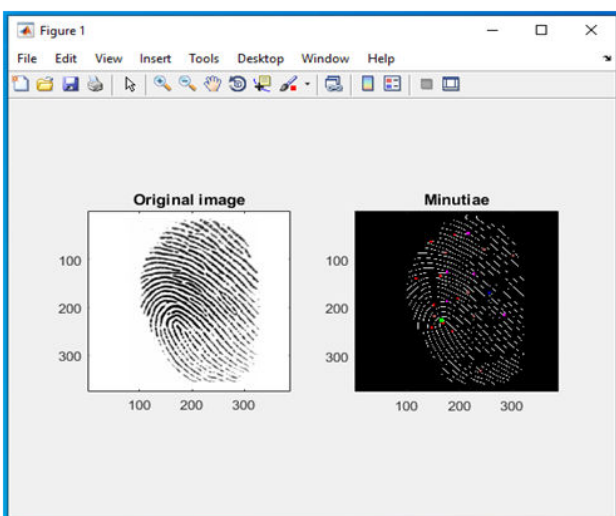 Figure 1
File Edit View Insert Tools Desktop Window Help
Original image
100
200
300
100 200 300
Minutiae
100
200
300
100 200 300